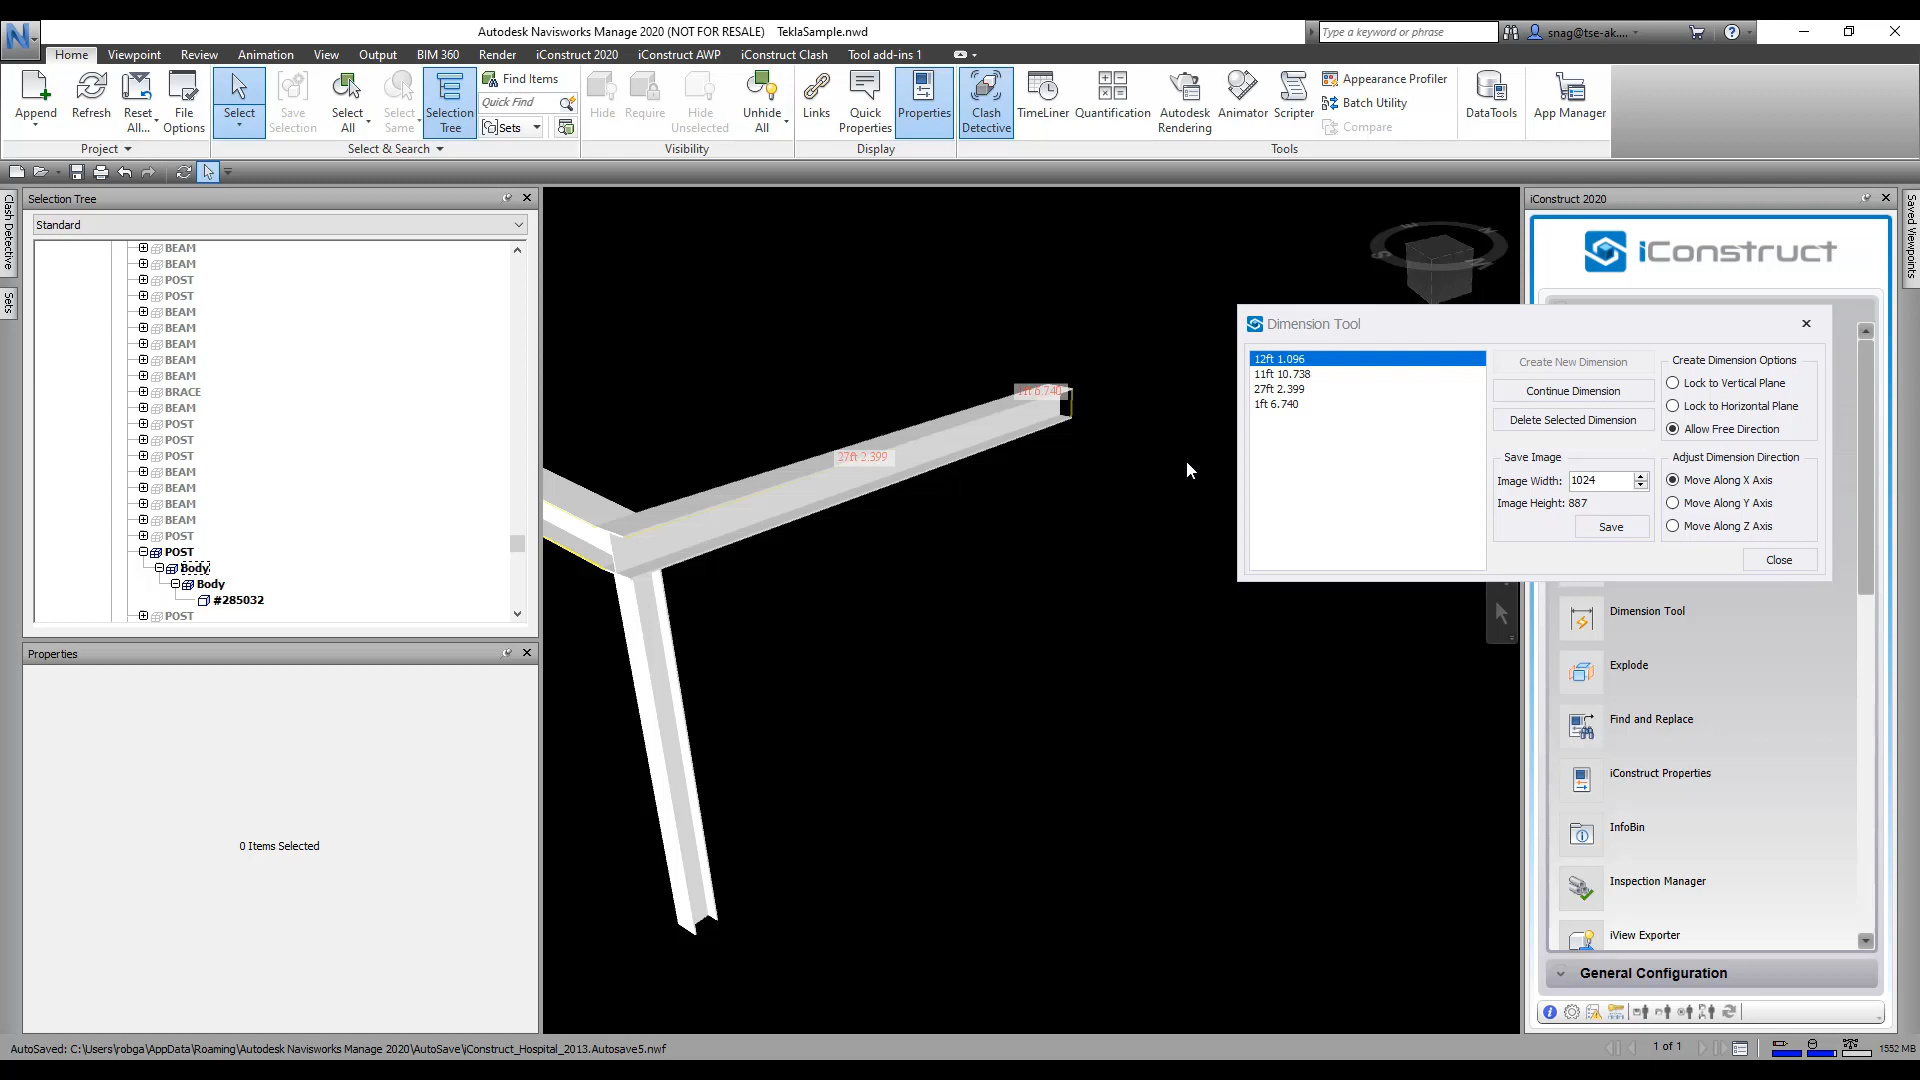 Autodesk Navisworks Manage 2020 (NOT FOR RESALE) TeklaSample.nwd
Type a keyword or phrase
snag@tse-ak....
Home Viewpoint Review Animation View Output BIM 360 Render iConstruct 2020 iConstruct AWP iConstruct Clash Tool add-ins 1
Append
Refresh
Reset All...
File Options
Project
Select
Save Selection
Select All
Select Same
Selection Tree
Find Items
Quick Find
Sets
Select & Search
Hide
Require
Hide Unselected
Unhide All
Visibility
Links
Quick Properties
Properties
Display
Clash Detective
TimeLiner
Quantification
Autodesk Rendering
Animator
Scripter
Appearance Profiler
Batch Utility
Compare
DataTools
App Manager
Tools
Clash Detective
Sets
Selection Tree
Standard
BEAM
BEAM
POST
POST
BEAM
BEAM
BEAM
BEAM
BEAM
BRACE
BEAM
POST
POST
POST
BEAM
BEAM
BEAM
BEAM
POST
POST
Body
Body
#285032
POST
Properties
0 Items Selected
1ft 6.740
27ft 2.399
iConstruct 2020
iConstruct
Saved Viewpoints
Dimension Tool
12ft 1.096
11ft 10.738
27ft 2.399
1ft 6.740
Create New Dimension
Continue Dimension
Delete Selected Dimension
Save Image
Image Width: 1024
Image Height: 887
Save
Create Dimension Options
Lock to Vertical Plane
Lock to Horizontal Plane
Allow Free Direction
Adjust Dimension Direction
Move Along X Axis
Move Along Y Axis
Move Along Z Axis
Close
Dimension Tool
Explode
Find and Replace
iConstruct Properties
InfoBin
Inspection Manager
iView Exporter
General Configuration
AutoSaved: C:\Users\robga\AppData\Roaming\Autodesk Navisworks Manage 2020\AutoSave\iConstruct_Hospital_2013.Autosave5.nwf
1 of 1
1552 MB